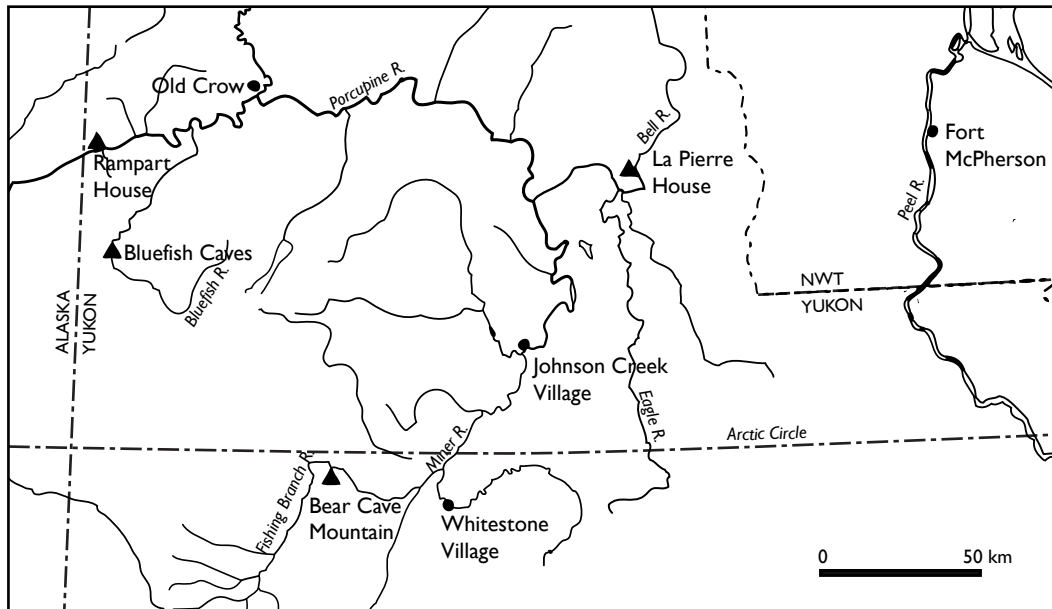 Old Crow
Porcupine R.
Bell R.
Fort
McPherson
Rampart
House
La Pierre
House
Peel R.
Bluefish Caves
Bluefish R.
ALASKA
YUKON
NWT
YUKON
Johnson Creek
Village
Eagle R.
Arctic Circle
Miner R.
Fishing Branch R.
Bear Cave
Mountain
Whitestone
Village
0 50 km